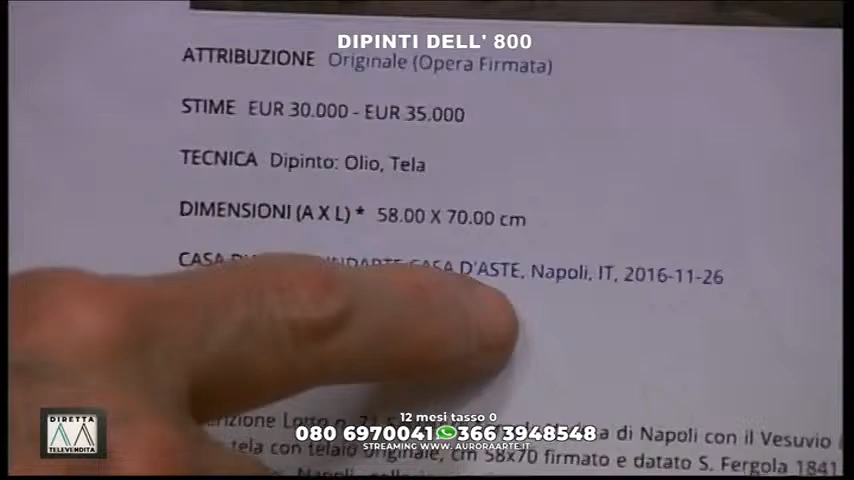 DIPINTI DELL' 800
ATTRIBUZIONE Originale (Opera Firmata)
STIME EUR 30.000 - EUR 35.000
TECNICA Dipinto: Olio, Tela
DIMENSIONI (A X L) * 58.00 X 70.00 cm
CASA D'ASTE, Napoli, IT, 2016-11-26
12 mesi tasso 0
Lotto n. di Napoli con il Vesuvio
080 6970041 366 3948548
STREAMING WWW. AURORAARTE.IT
tela con telaio originale, cm 58x70 firmato e datato S. Fergola 1841
Napoli
DIRETTA
TELEVENDITA